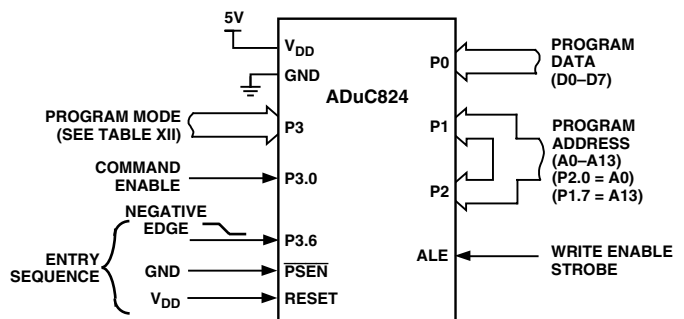 5V
VDD
GND
ADuC824
PROGRAM MODE
(SEE TABLE XII)
P3
COMMAND
ENABLE
P3.0
NEGATIVE
EDGE
P3.6
ENTRY
SEQUENCE
GND
PSEN
VDD
RESET
P0
PROGRAM
DATA
(D0–D7)
P1
PROGRAM
ADDRESS
(A0–A13)
(P2.0 = A0)
(P1.7 = A13)
P2
ALE
WRITE ENABLE
STROBE